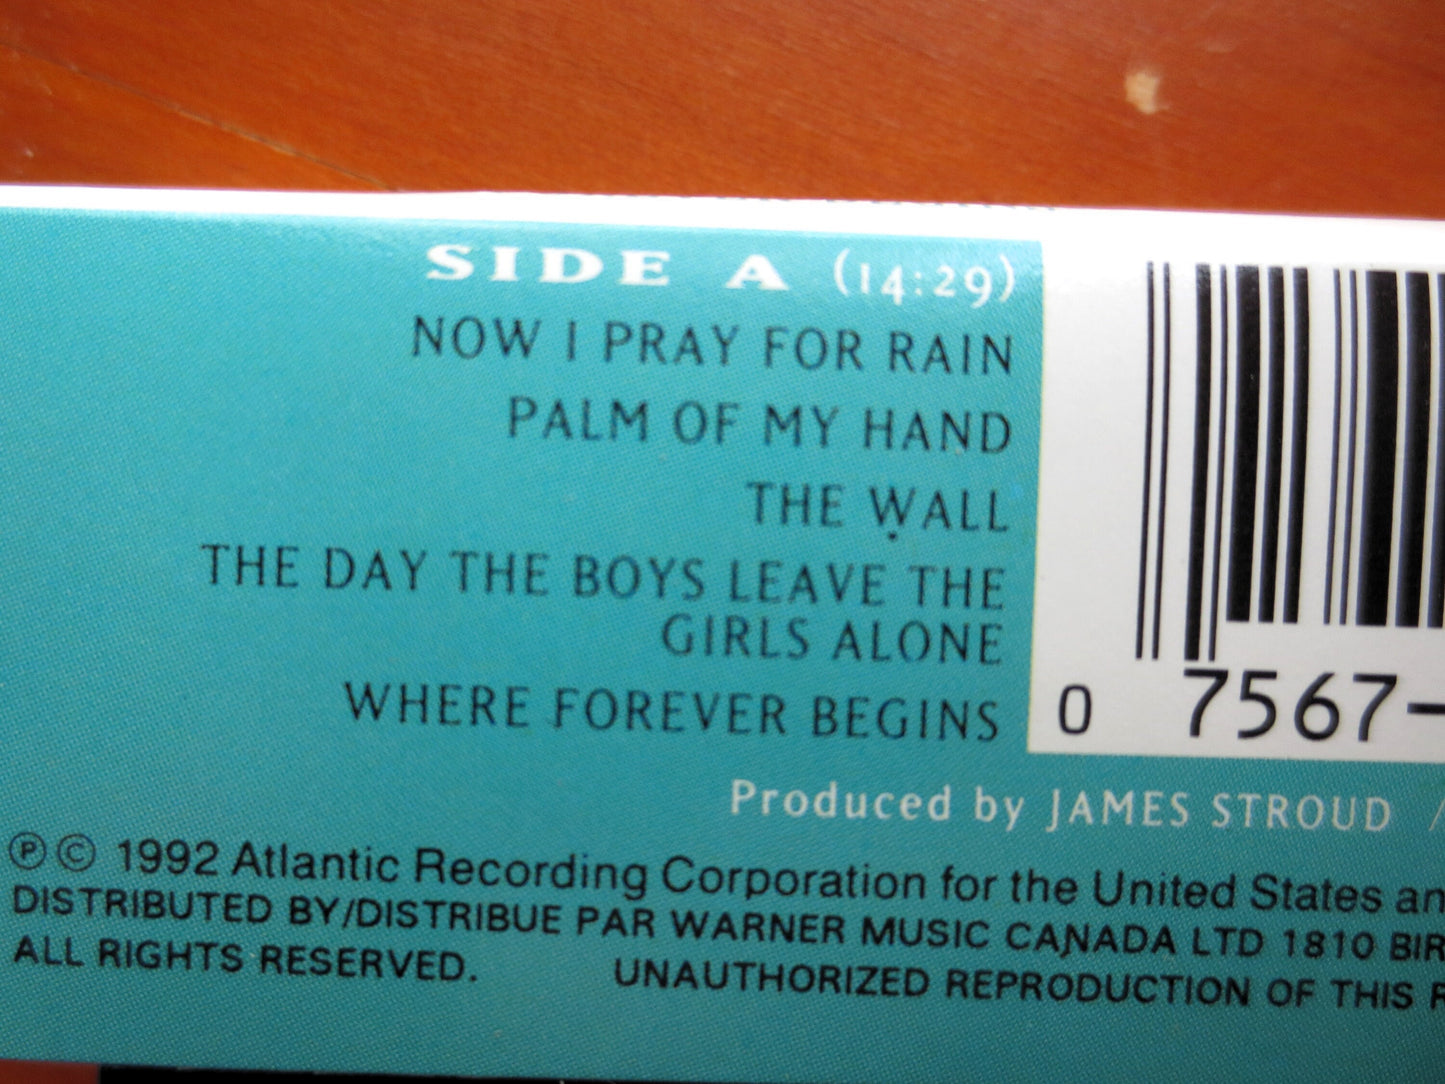 SIDE A (14:29)
NOW I PRAY FOR RAIN
PALM OF MY HAND
THE WALL
THE DAY THE BOYS LEAVE THE
GIRLS ALONE
WHERE FOREVER BEGINS
0 7567-
Produced by JAMES STROUD /
Ⓟ © 1992 Atlantic Recording Corporation for the United States
DISTRIBUTED BY/DISTRIBUE PAR WARNER MUSIC CANADA LTD 1810
ALL RIGHTS RESERVED. UNAUTHORIZED REPRODUCTION OF THIS